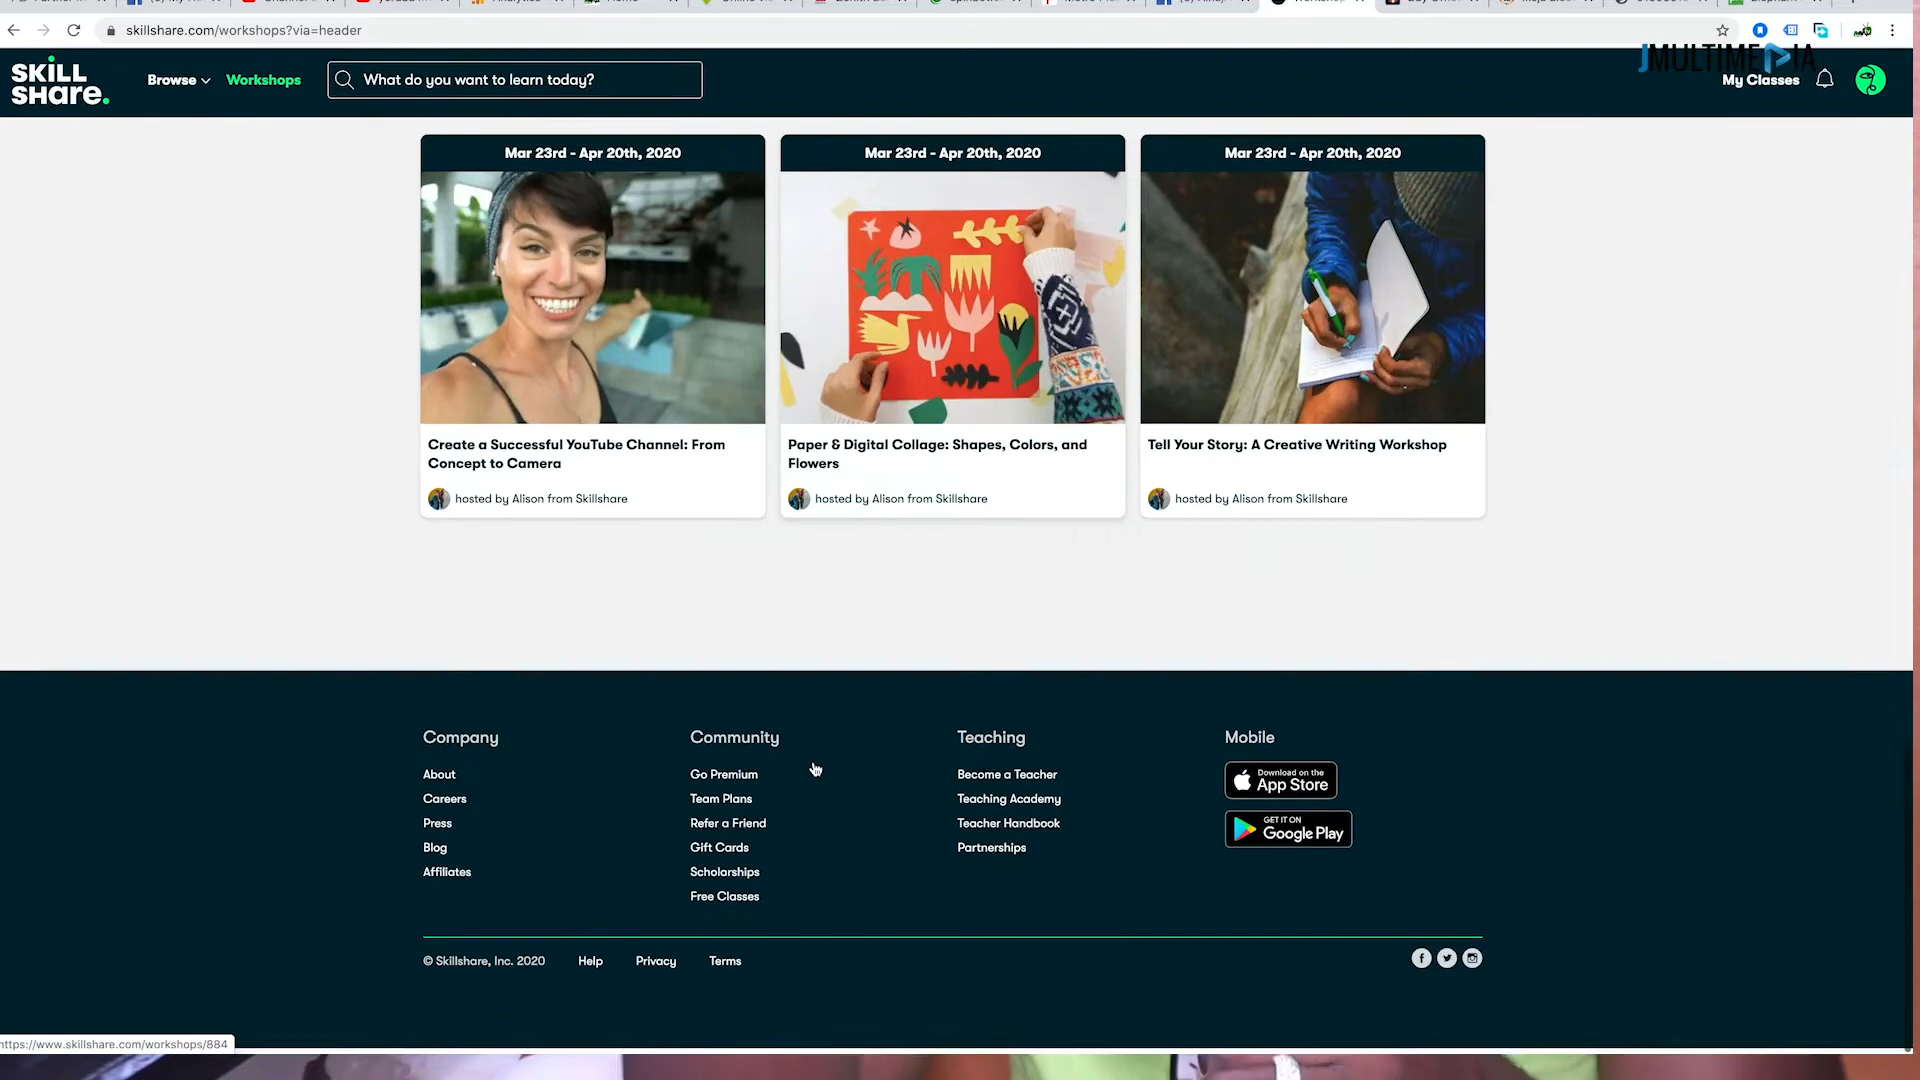 skillshare.com/workshops?via=header
JMULTIMEDIA
SKILL
SHare.
Browse
Workshops
What do you want to learn today?
My Classes
Mar 23rd - Apr 20th, 2020
Mar 23rd - Apr 20th, 2020
Mar 23rd - Apr 20th, 2020
Create a Successful YouTube Channel: From
Concept to Camera
hosted by Alison from Skillshare
Paper & Digital Collage: Shapes, Colors, and
Flowers
hosted by Alison from Skillshare
Tell Your Story: A Creative Writing Workshop
hosted by Alison from Skillshare
Company
About
Careers
Press
Blog
Affiliates
Community
Go Premium
Team Plans
Refer a Friend
Gift Cards
Scholarships
Free Classes
Teaching
Become a Teacher
Teaching Academy
Teacher Handbook
Partnerships
Mobile
Download on the
App Store
GET IT ON
Google Play
© Skillshare, Inc. 2020
Help
Privacy
Terms
https://www.skillshare.com/workshops/884